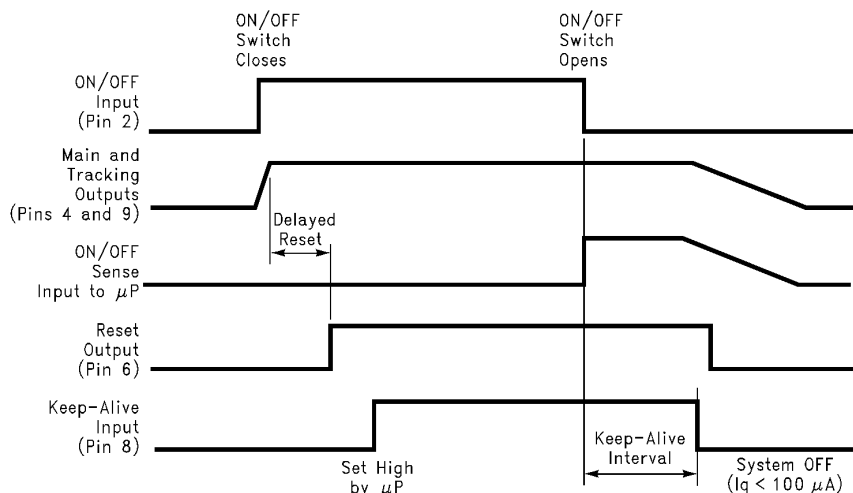 ON/OFF
Switch
Closes
ON/OFF
Switch
Opens
ON/OFF
Input
(Pin 2)
Main and
Tracking
Outputs
(Pins 4 and 9)
Delayed
Reset
ON/OFF
Sense
Input to μP
Reset
Output
(Pin 6)
Keep-Alive
Input
(Pin 8)
Set High
by μP
Keep-Alive
Interval
System OFF
(Iq < 100 μA)